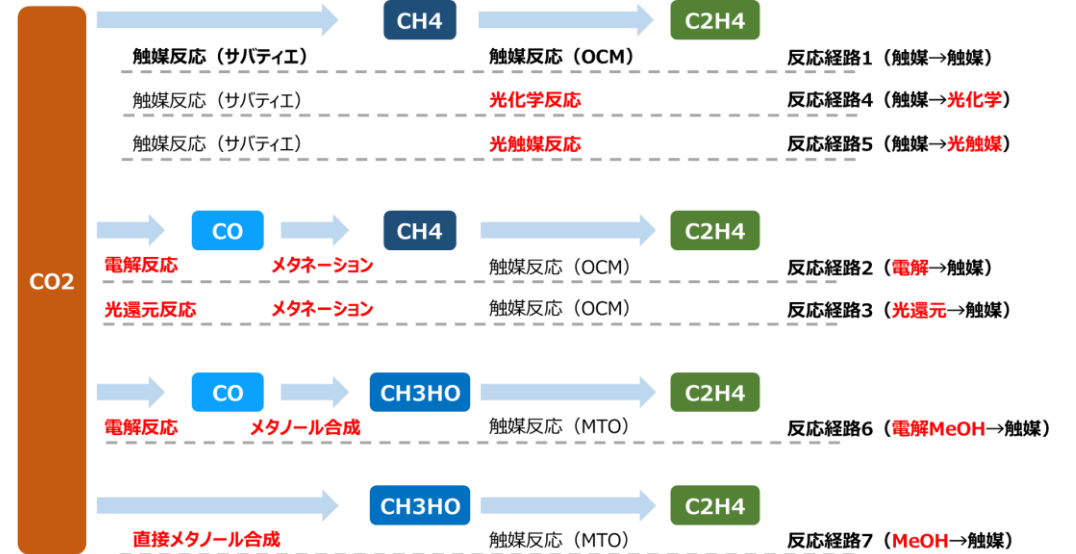 CO2
CH4 C2H4
触媒反応（サバティエ） 触媒反応（OCM） 反応経路1（触媒→触媒）
触媒反応（サバティエ） 光化学反応 反応経路4（触媒→光化学）
触媒反応（サバティエ） 光触媒反応 反応経路5（触媒→光触媒）
CO CH4 C2H4
電解反応 メタネーション 触媒反応（OCM） 反応経路2（電解→触媒）
光還元反応 メタネーション 触媒反応（OCM） 反応経路3（光還元→触媒）
CO CH3HO C2H4
電解反応 メタノール合成 触媒反応（MTO） 反応経路6（電解MeOH→触媒）
CH3HO C2H4
直接メタノール合成 触媒反応（MTO） 反応経路7（MeOH→触媒）